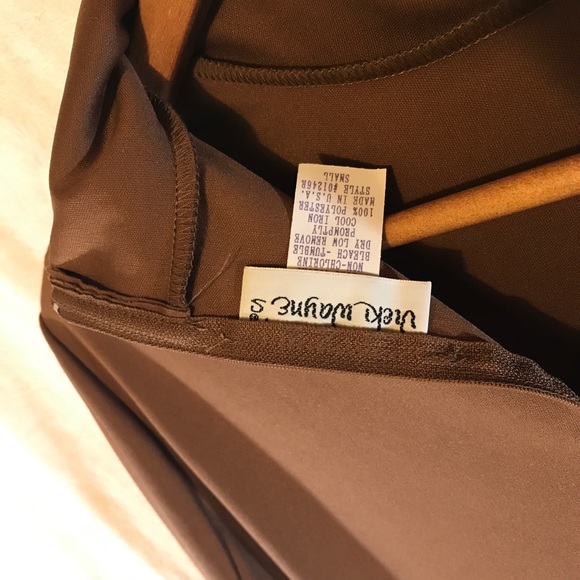 vicki wayne's
NON-CHLORINE
BLEACH -TUMBLE
DRY LOW REMOVE
PROMPTLY
COOL IRON
100% POLYESTER
MADE IN U.S.A.
STYLE #01246R
SMALL